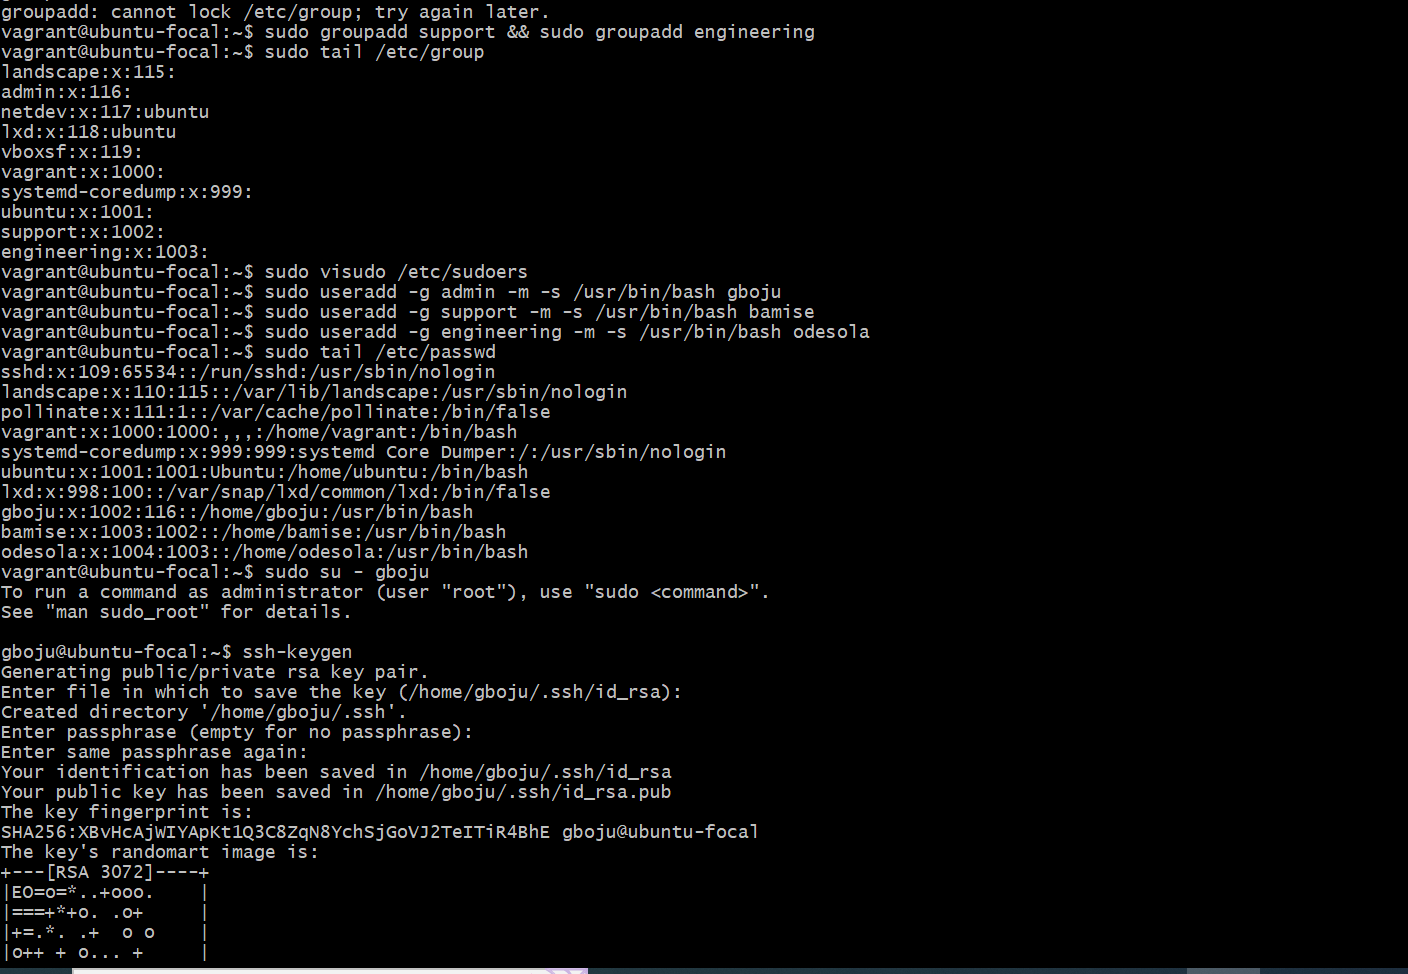 groupadd: cannot lock /etc/group; try again later.
vagrant@ubuntu-focal:~$ sudo groupadd support && sudo groupadd engineering
vagrant@ubuntu-focal:~$ sudo tail /etc/group
landscape:x:115:
admin:x:116:
netdev:x:117:ubuntu
lxd:x:118:ubuntu
vboxsf:x:119:
vagrant:x:1000:
systemd-coredump:x:999:
ubuntu:x:1001:
support:x:1002:
engineering:x:1003:
vagrant@ubuntu-focal:~$ sudo visudo /etc/sudoers
vagrant@ubuntu-focal:~$ sudo useradd -g admin -m -s /usr/bin/bash gboju
vagrant@ubuntu-focal:~$ sudo useradd -g support -m -s /usr/bin/bash bamise
vagrant@ubuntu-focal:~$ sudo useradd -g engineering -m -s /usr/bin/bash odesola
vagrant@ubuntu-focal:~$ sudo tail /etc/passwd
sshd:x:109:65534::/run/sshd:/usr/sbin/nologin
landscape:x:110:115::/var/lib/landscape:/usr/sbin/nologin
pollinate:x:111:1::/var/cache/pollinate:/bin/false
vagrant:x:1000:1000:,,,:/home/vagrant:/bin/bash
systemd-coredump:x:999:999:systemd Core Dumper:/:/usr/sbin/nologin
ubuntu:x:1001:1001:Ubuntu:/home/ubuntu:/bin/bash
lxd:x:998:100::/var/snap/lxd/common/lxd:/bin/false
gboju:x:1002:116::/home/gboju:/usr/bin/bash
bamise:x:1003:1002::/home/bamise:/usr/bin/bash
odesola:x:1004:1003::/home/odesola:/usr/bin/bash
vagrant@ubuntu-focal:~$ sudo su - gboju
To run a command as administrator (user "root"), use "sudo <command>".
See "man sudo_root" for details.

gboju@ubuntu-focal:~$ ssh-keygen
Generating public/private rsa key pair.
Enter file in which to save the key (/home/gboju/.ssh/id_rsa):
Created directory '/home/gboju/.ssh'.
Enter passphrase (empty for no passphrase):
Enter same passphrase again:
Your identification has been saved in /home/gboju/.ssh/id_rsa
Your public key has been saved in /home/gboju/.ssh/id_rsa.pub
The key fingerprint is:
SHA256:XBvHcAjWIYApKt1Q3C8ZqN8YchSjGoVJ2TeITiR4BhE gboju@ubuntu-focal
The key's randomart image is:
+---[RSA 3072]----+
|EO=o=*..+ooo.    |
|===+*+o. .o+     |
|+=.*. .+  o o    |
|o++ + o... +     |